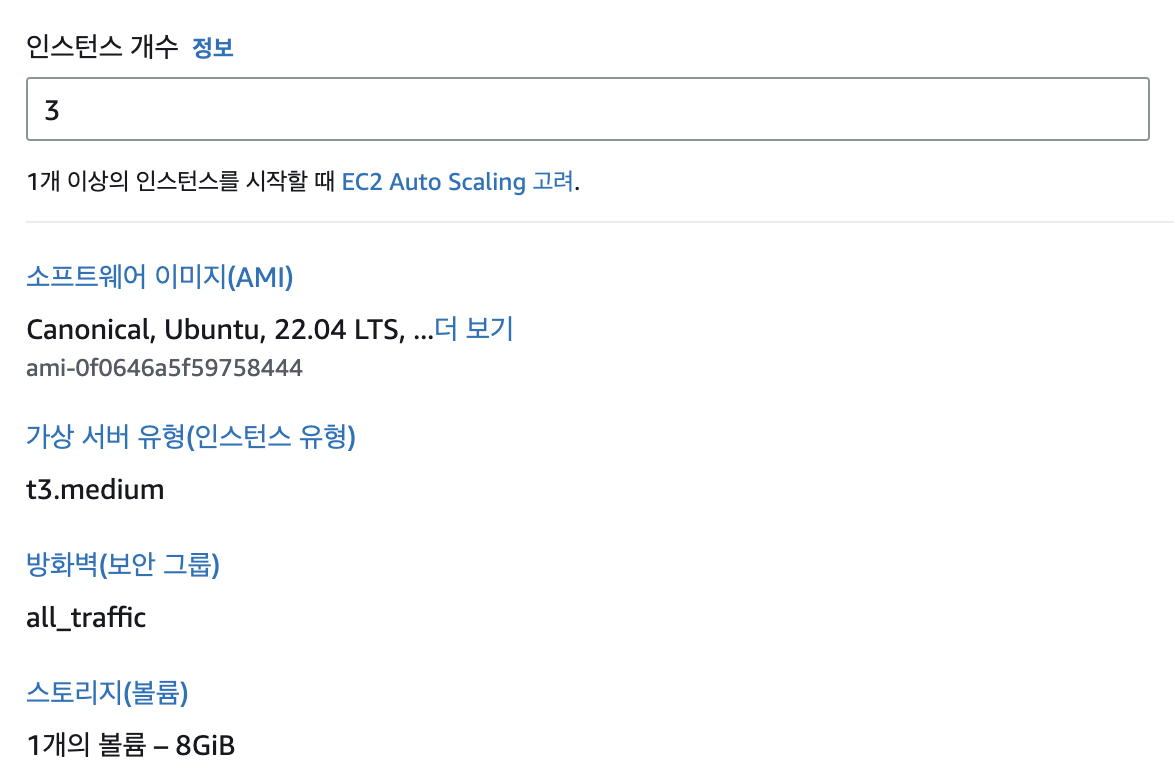 인스턴스 개수 정보
3
1개 이상의 인스턴스를 시작할 때 EC2 Auto Scaling 고려.
소프트웨어 이미지(AMI)
Canonical, Ubuntu, 22.04 LTS, ...더 보기
ami-0f0646a5f59758444
가상 서버 유형(인스턴스 유형)
t3.medium
방화벽(보안 그룹)
all_traffic
스토리지(볼륨)
1개의 볼륨 – 8GiB